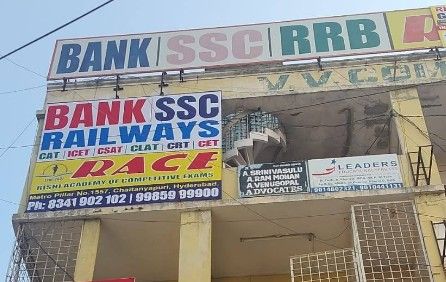 BANK | SSC | RRB
V.V.COM
BANK SSC
RAILWAYS
CAT | ICET | CSAT | CLAT | CRT | CET
RACE
RISHI ACADEMY OF COMPETITIVE EXAMS
Metro Pillar No.1557, Chaitanyapuri, Hyderabad
Ph: 8341 902 102 / 99859 99900
A.SRINIVASULU
A.RAM MOHAN
A.VENUGOPAL
ADVOCATES
LEADERS